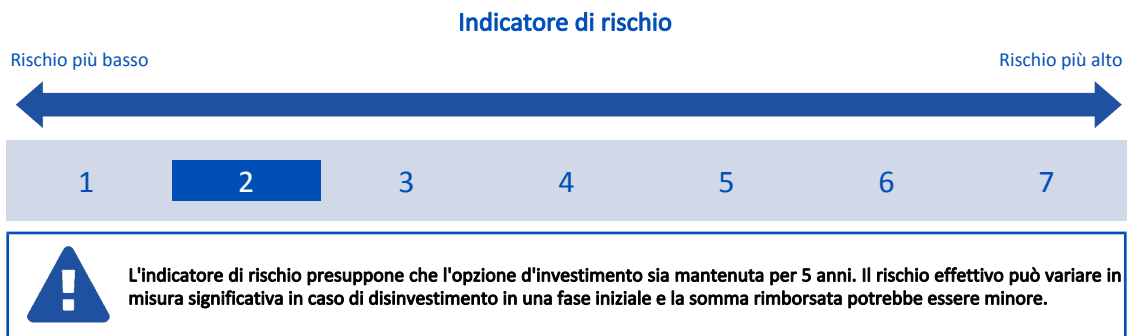 Indicatore di rischio
Rischio più basso Rischio più alto
1 2 3 4 5 6 7
L'indicatore di rischio presuppone che l'opzione d'investimento sia mantenuta per 5 anni. Il rischio effettivo può variare in
misura significativa in caso di disinvestimento in una fase iniziale e la somma rimborsata potrebbe essere minore.